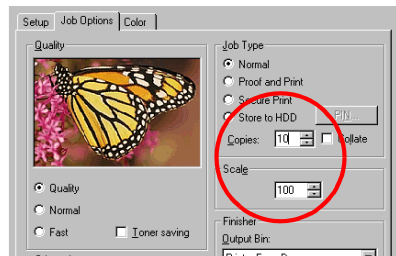 Setup Job Options Color
Quality
Quality
Normal
Fast Toner saving
Job Type
Normal
Proof and Print
Secure Print
Store to HDD PIN...
Copies: 10 Collate
Scale
100
Finisher
Output Bin: